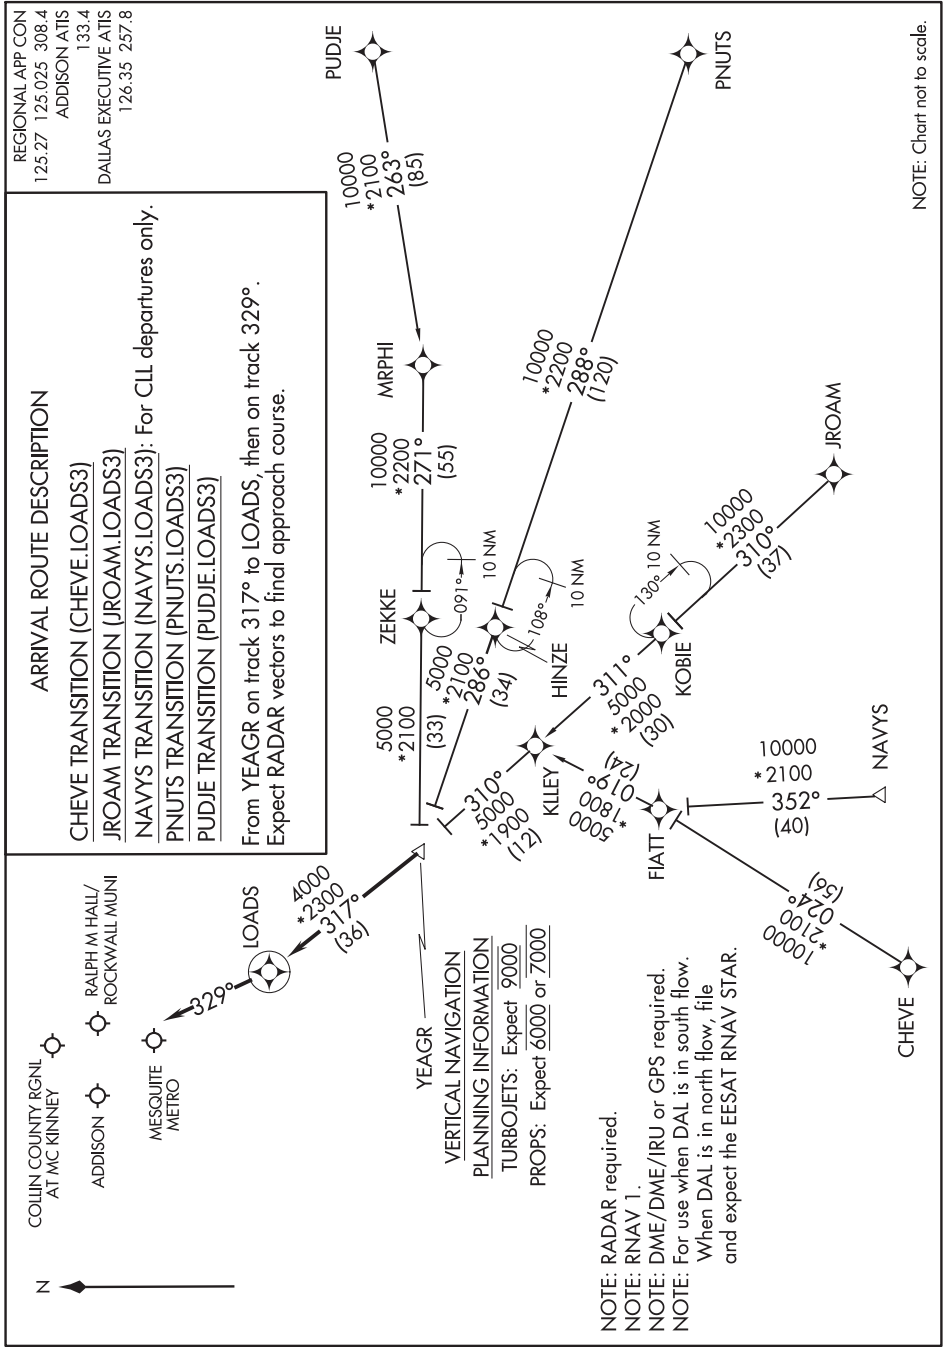 REGIONAL APP CON
125.27 125.025 308.4
ADDISON ATIS
133.4
DALLAS EXECUTIVE ATIS
126.35 257.8
ARRIVAL ROUTE DESCRIPTION
CHEVE TRANSITION (CHEVE.LOADS3)
JROAM TRANSITION (JROAM.LOADS3)
NAVYS TRANSITION (NAVYS.LOADS3): For CLL departures only.
PNUTS TRANSITION (PNUTS.LOADS3)
PUDJE TRANSITION (PUDJE.LOADS3)
From YEAGR on track 317° to LOADS, then on track 329°.
Expect RADAR vectors to final approach course.
N
COLLIN COUNTY RGNL
AT MC KINNEY
ADDISON
RALPH M HALL/
ROCKWALL MUNI
MESQUITE
METRO
329°
LOADS
4000
*2300
317°
(36)
YEAGR
VERTICAL NAVIGATION
PLANNING INFORMATION
TURBOJETS: Expect 9000
PROPS: Expect 6000 or 7000
PUDJE
10000
*2100
263°
(85)
MRPHI
10000
*2200
271°
(55)
ZEKKE
091°
10 NM
5000
*2100
(33)
PNUTS
10000
*2200
288°
(120)
HINZE
108°
10 NM
5000
*2100
286°
(34)
JROAM
10000
*2300
310°
(37)
KOBIE
130°
10 NM
311°
5000
*2000
(30)
KLLEY
310°
5000
*1900
(12)
(24)
019°
*1800
5000
FIATT
NAVYS
10000
*2100
352°
(40)
CHEVE
(56)
024°
*2100
10000
NOTE: RADAR required.
NOTE: RNAV 1.
NOTE: DME/DME/IRU or GPS required.
NOTE: For use when DAL is in south flow.
When DAL is in north flow, file
and expect the EESAT RNAV STAR.
NOTE: Chart not to scale.